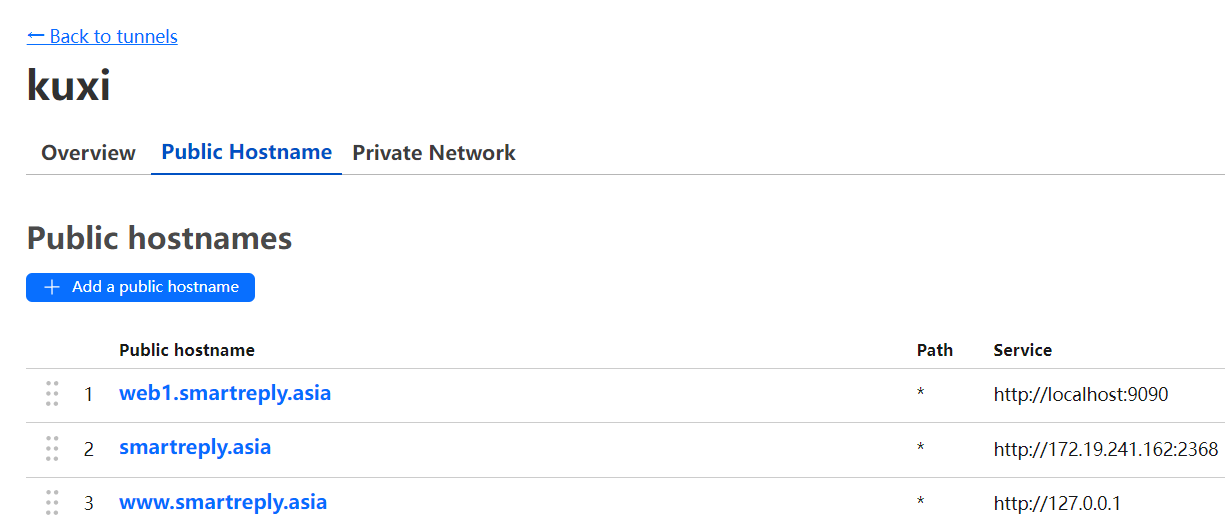 ← Back to tunnels
kuxi
Overview Public Hostname Private Network
Public hostnames
+ Add a public hostname
Public hostname Path Service
1 web1.smartreply.asia * http://localhost:9090
2 smartreply.asia * http://172.19.241.162:2368
3 www.smartreply.asia * http://127.0.0.1